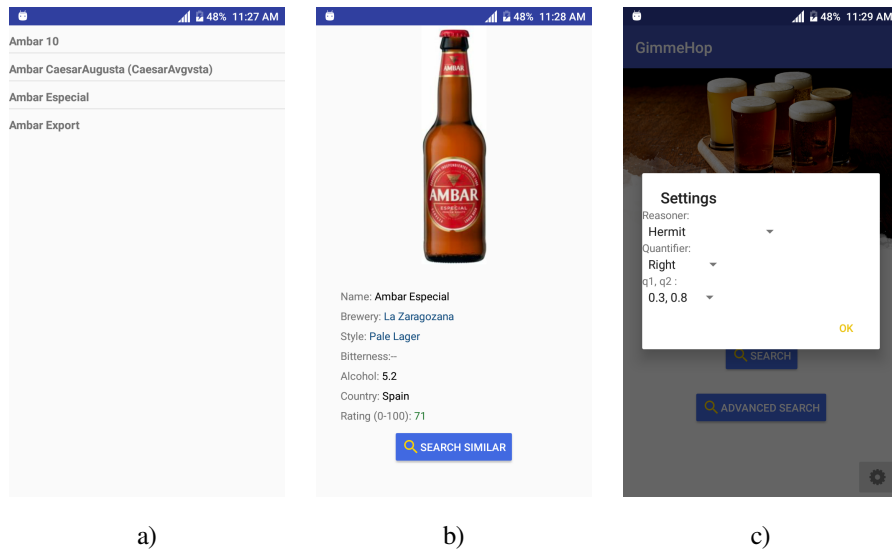 48% 11:27 AM
Ambar 10
Ambar CaesarAugusta (CaesarAvgvsta)
Ambar Especial
Ambar Export
a)
48% 11:28 AM
AMBAR
AMBAR
ESPECIAL
Name: Ambar Especial
Brewery: La Zaragozana
Style: Pale Lager
Bitterness:--
Alcohol: 5.2
Country: Spain
Rating (0-100): 71
SEARCH SIMILAR
b)
48% 11:29 AM
GimmeHop
Settings
Reasoner:
Hermit
Quantifier:
Right
q1, q2 :
0.3, 0.8
OK
SEARCH
ADVANCED SEARCH
c)